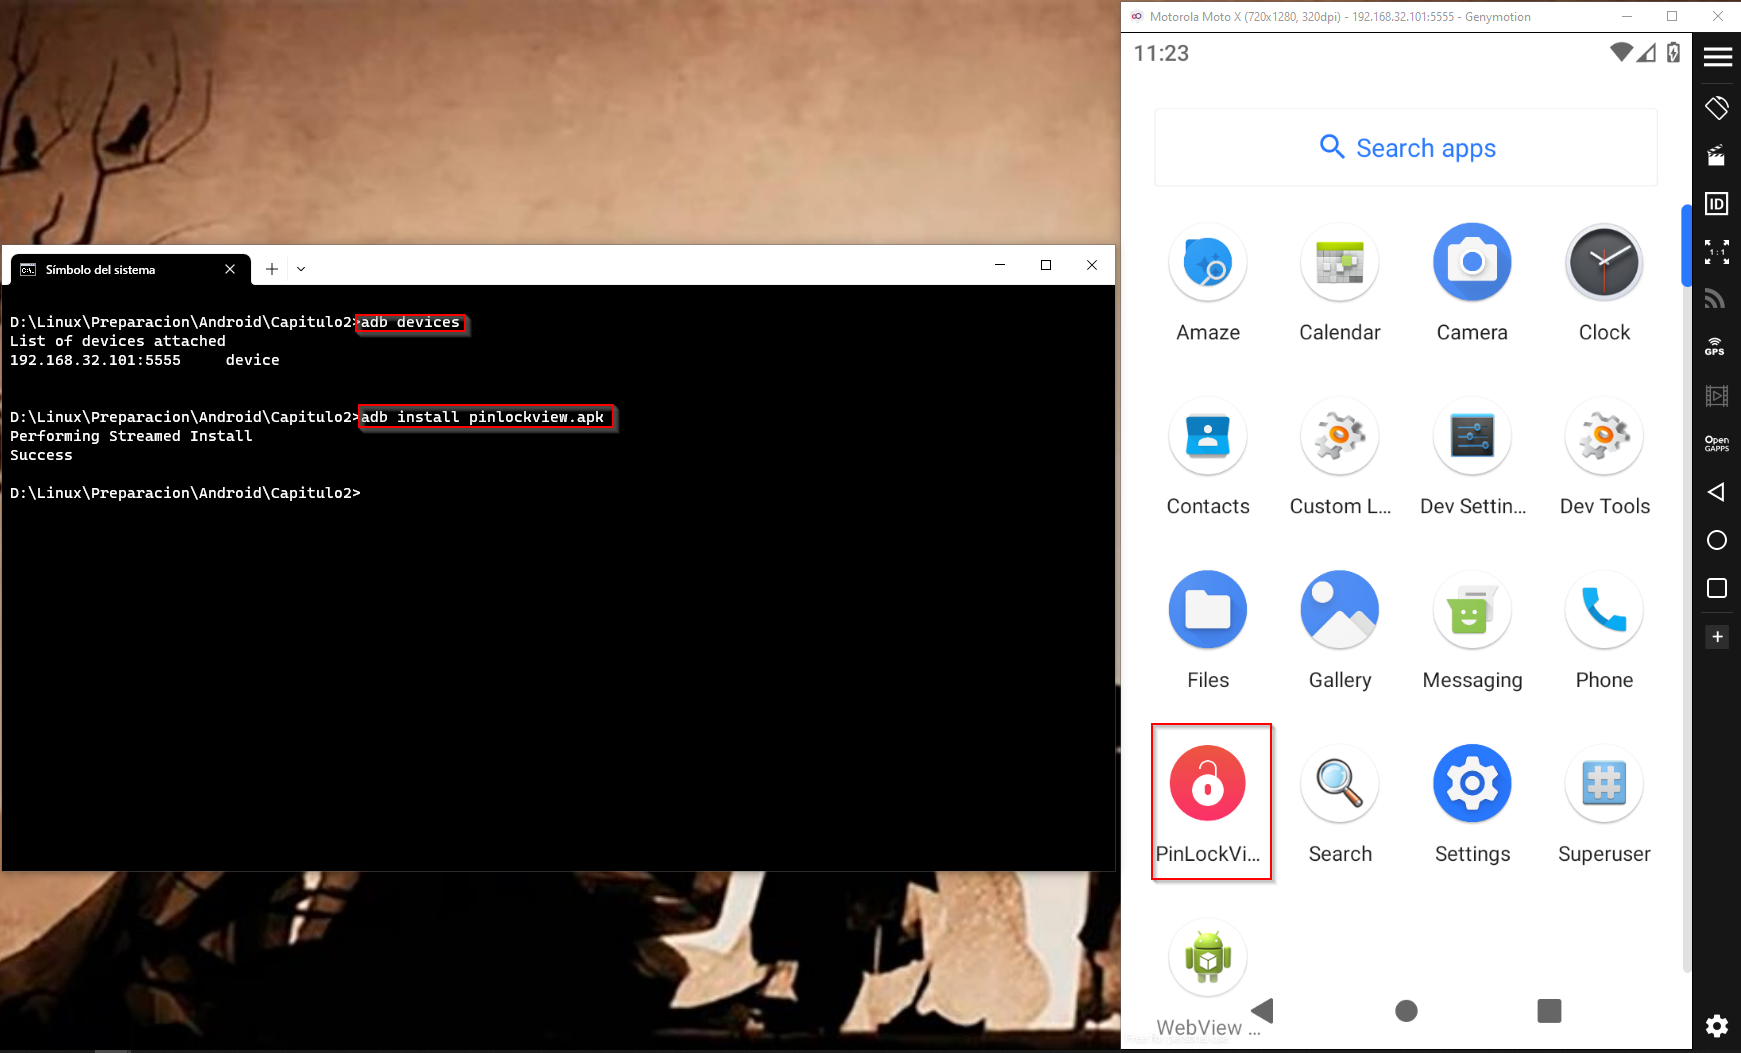 Motorola Moto X (720x1280, 320dpi) - 192.168.32.101:5555 - Genymotion
11:23
Search apps
Amaze
Calendar
Camera
Clock
Contacts
Custom L...
Dev Settin...
Dev Tools
Files
Gallery
Messaging
Phone
PinLockVi...
Search
Settings
Superuser
WebView ...
ID
1:1
GPS
Open
GAPPS
Símbolo del sistema
D:\Linux\Preparacion\Android\Capitulo2>adb devices
List of devices attached
192.168.32.101:5555     device
D:\Linux\Preparacion\Android\Capitulo2>adb install pinlockview.apk
Performing Streamed Install
Success
D:\Linux\Preparacion\Android\Capitulo2>